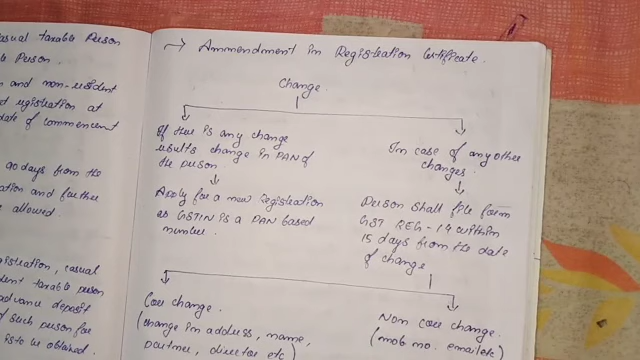 asual taxable Person
le Person.
n and non-resident
d registration at
date of commencement
90 days from the
ation and further
e allowed.
gistration, casual
dent taxable person
advance deposit
of such person for
is to be obtained.
→ Ammendment in Registration Certificate.
Change
If there is any change
results change in PAN of
the person
Apply for a new Registration
as GSTIN is a PAN based
number.
In case of any other
changes.
Person shall file form
GST REG-14 within
15 days from the date
of change
Core change.
(change in address, name,
partner, director etc)
Non core change.
(mob no. email etc)